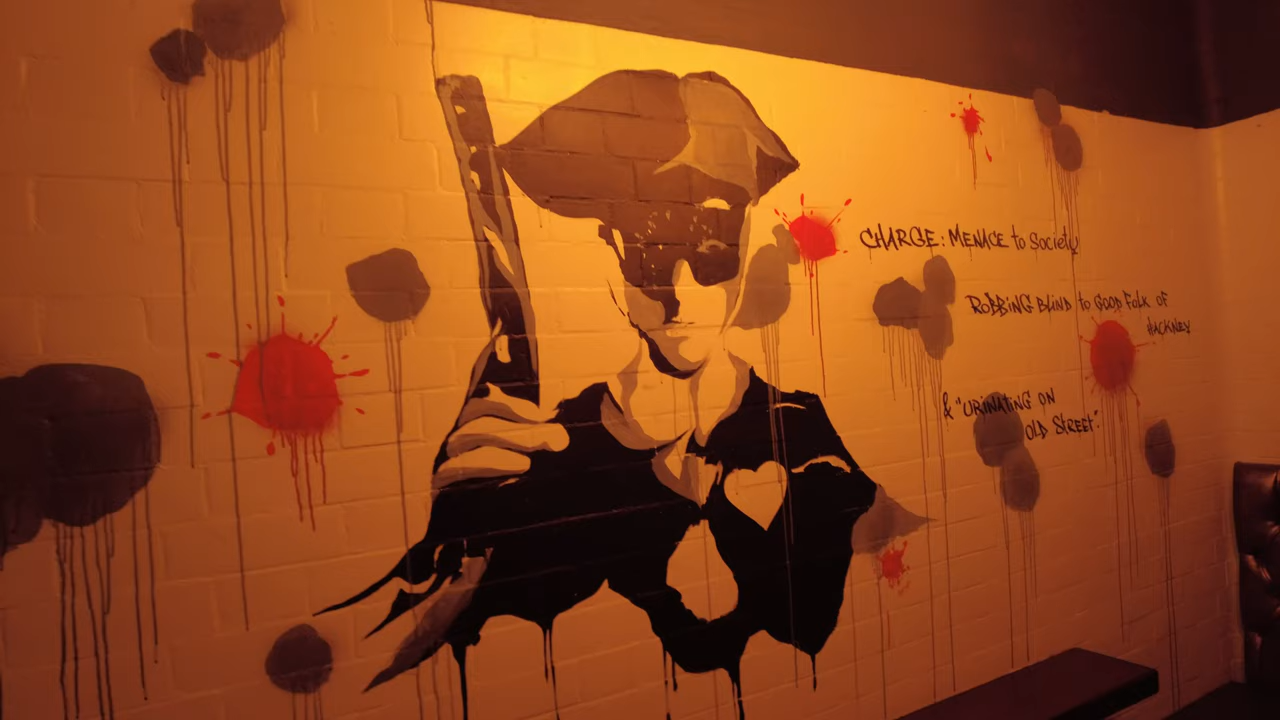 CHARGE: MENACE to Society
ROBBING BLIND to GOOD FOLK OF
HACKNEY
& "URINATING ON
OLD STREET."